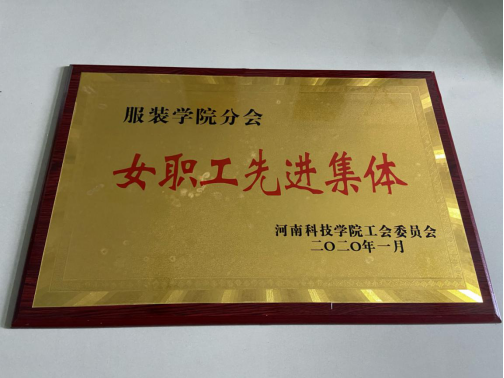 服装学院分会
女职工先进集体
河南科技学院工会委员会
二〇二〇年一月